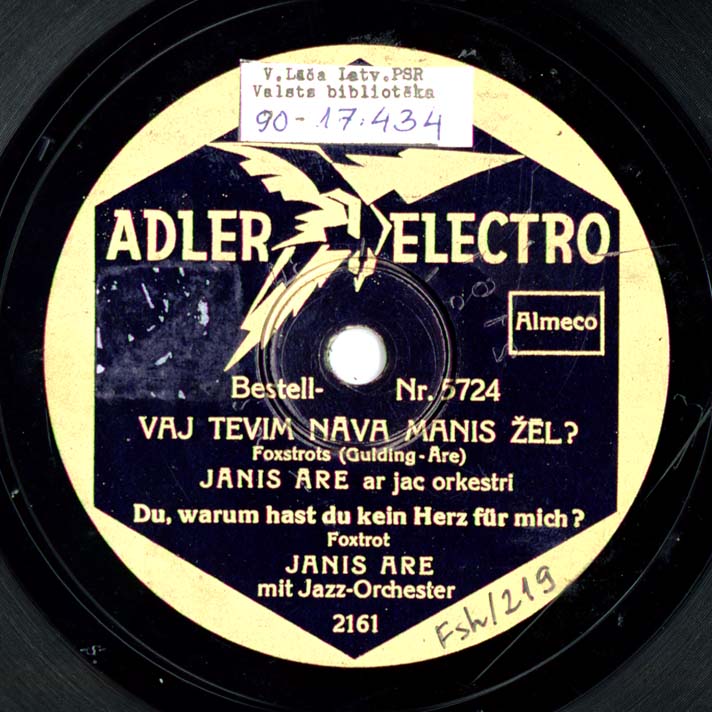 V.Lāča Latv.PSR
Valsts bibliotēka
90-17.434
ADLER ELECTRO
Almeco
Bestell- Nr. 5724
VAJ TEVIM NAVA MANIS ŽĒL?
Foxstrots (Gulding-Are)
JANIS ARE ar jac orkestri
Du, warum hast du kein Herz für mich?
Foxtrot
JANIS ARE
mit Jazz-Orchester
2161
Fsh/219